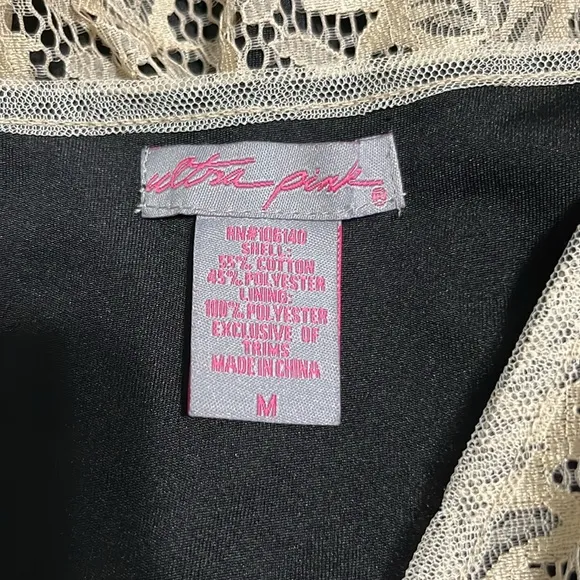 ultra pink ®
RN#106140
SHELL:
55% COTTON
45% POLYESTER
LINING:
100% POLYESTER
EXCLUSIVE OF
TRIMS
MADE IN CHINA
M